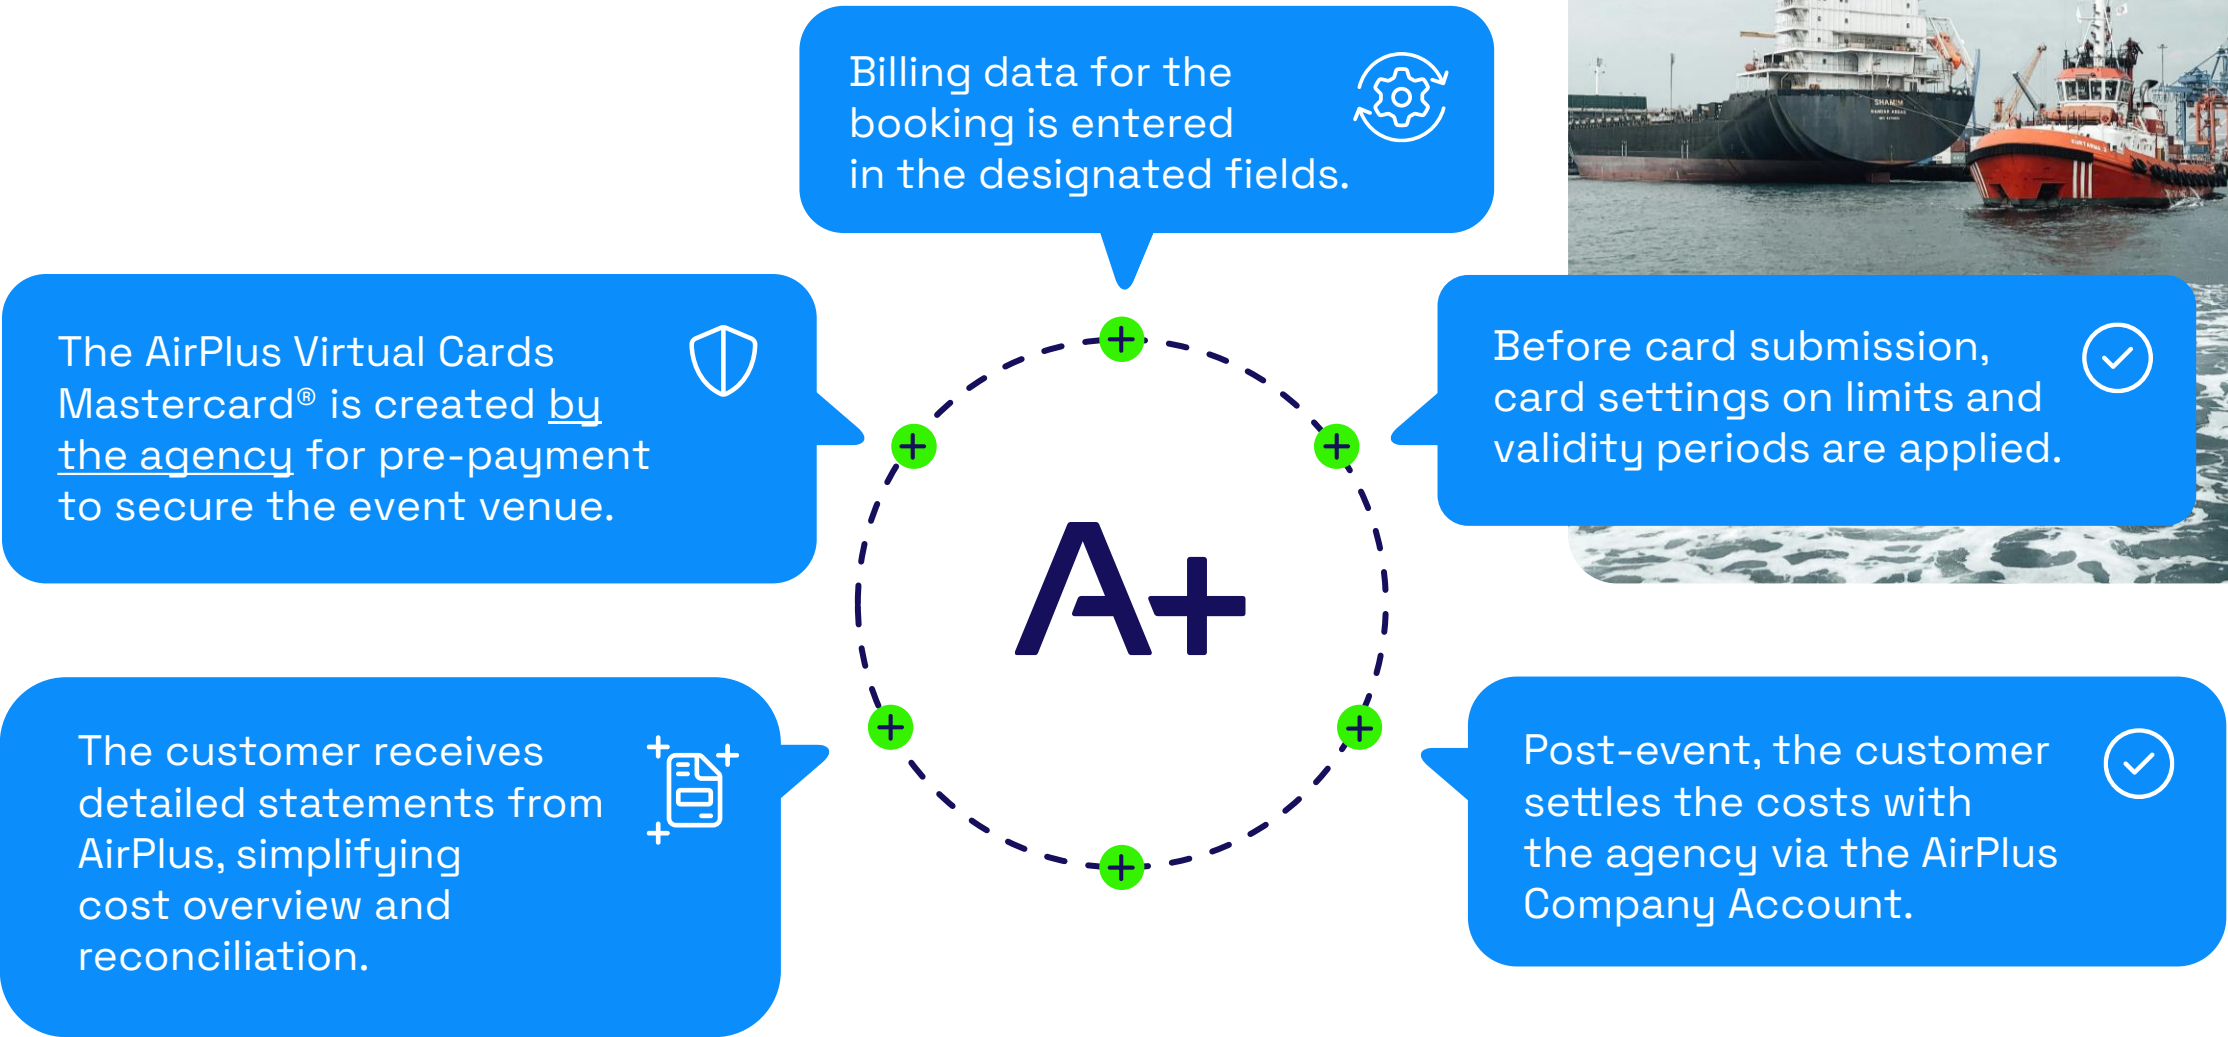 Billing data for the
booking is entered
in the designated fields.
The AirPlus Virtual Cards
Mastercard® is created by
the agency for pre-payment
to secure the event venue.
Before card submission,
card settings on limits and
validity periods are applied.
A+
The customer receives
detailed statements from
AirPlus, simplifying
cost overview and
reconciliation.
Post-event, the customer
settles the costs with
the agency via the AirPlus
Company Account.